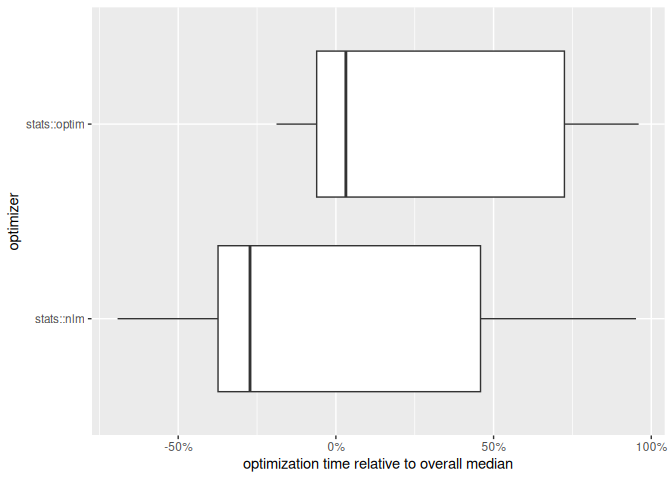 stats::optim
optimizer
stats::nlm
-50%
0%
50%
100%
optimization time relative to overall median